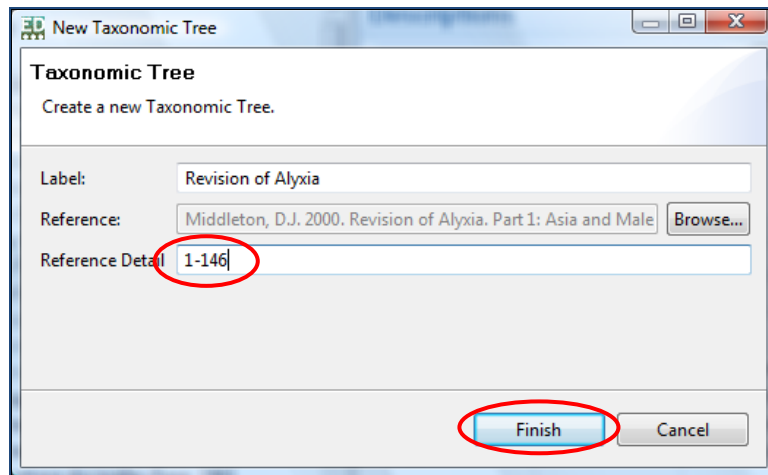 New Taxonomic Tree
Taxonomic Tree
Create a new Taxonomic Tree.
Label: Revision of Alyxia
Reference: Middleton, D.J. 2000. Revision of Alyxia. Part 1: Asia and Male Browse...
Reference Detail 1-146
Finish Cancel